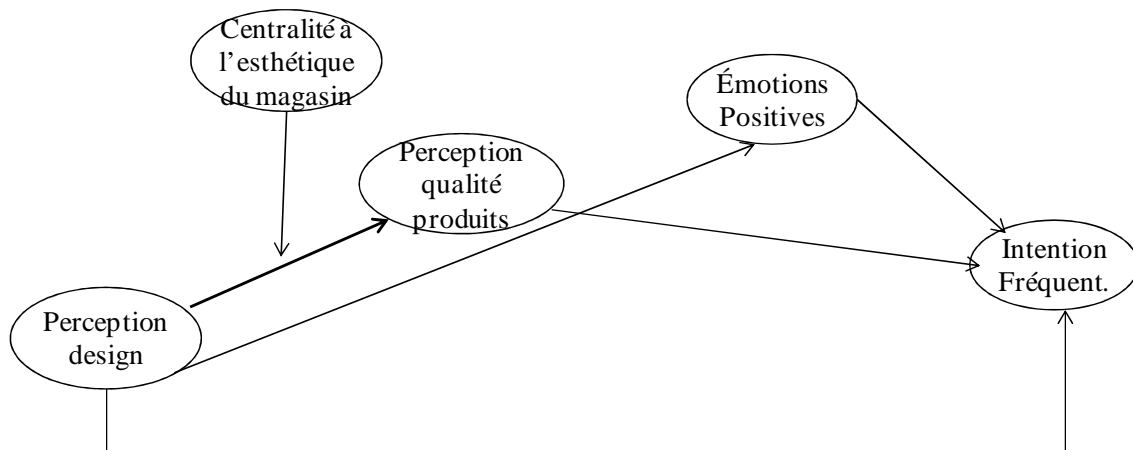 Centralité à
l'esthétique
du magasin
Émotions
Positives
Perception
qualité
produits
Intention
Fréquent.
Perception
design